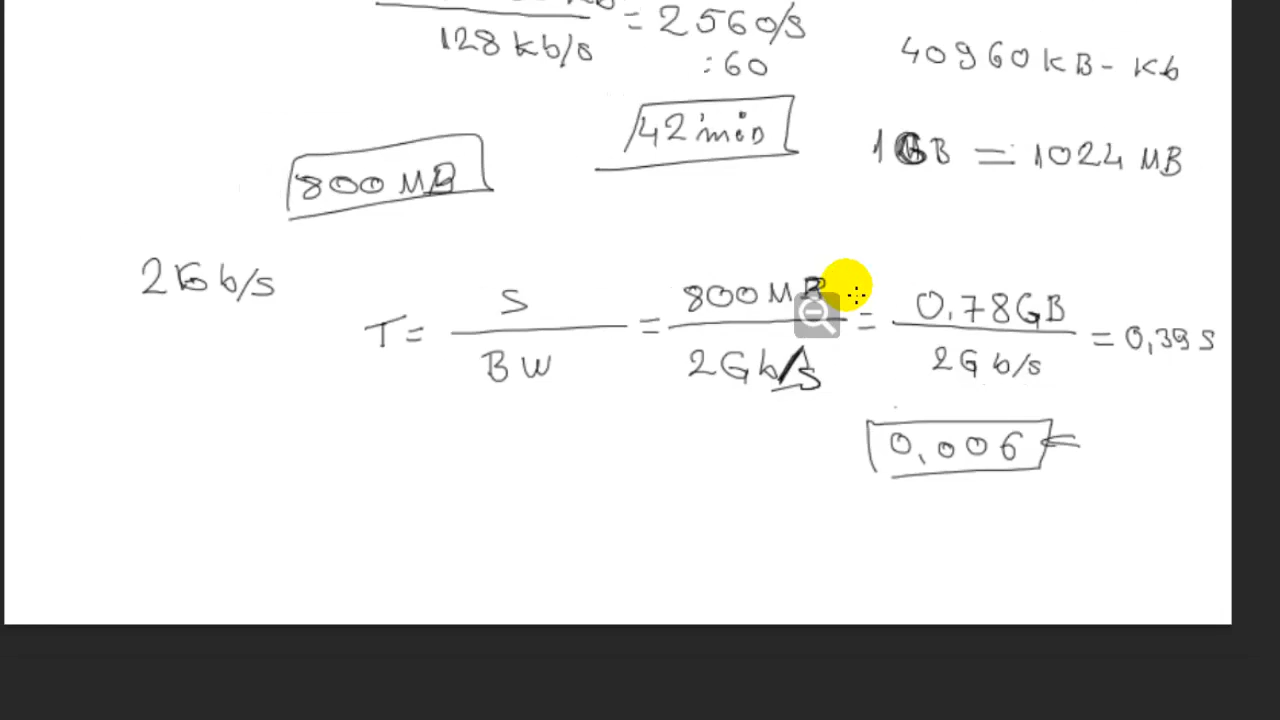 128 kb/s = 2560/s
:60
40960 KB - Kb
42 min
1 GB = 1024 MB
800 MB
2 Gb/s
T = S / BW = 800 MB / 2 Gb/s = 0.78 GB / 2 G b/s = 0,39 s
0,006 =